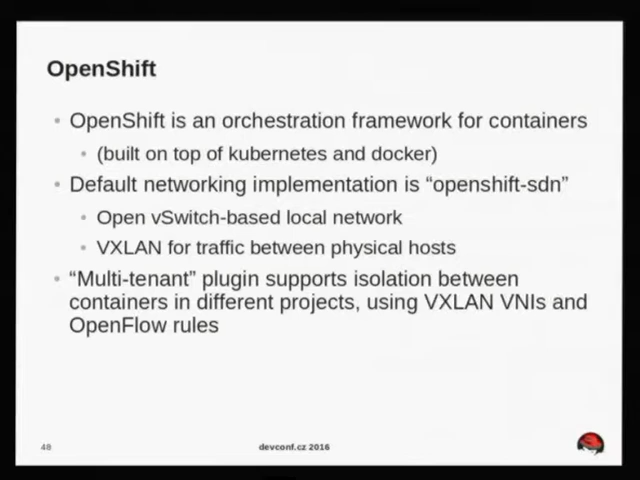 OpenShift
• OpenShift is an orchestration framework for containers
• (built on top of kubernetes and docker)
• Default networking implementation is “openshift-sdn”
• Open vSwitch-based local network
• VXLAN for traffic between physical hosts
• “Multi-tenant” plugin supports isolation between
containers in different projects, using VXLAN VNIs and
OpenFlow rules
48
devconf.cz 2016